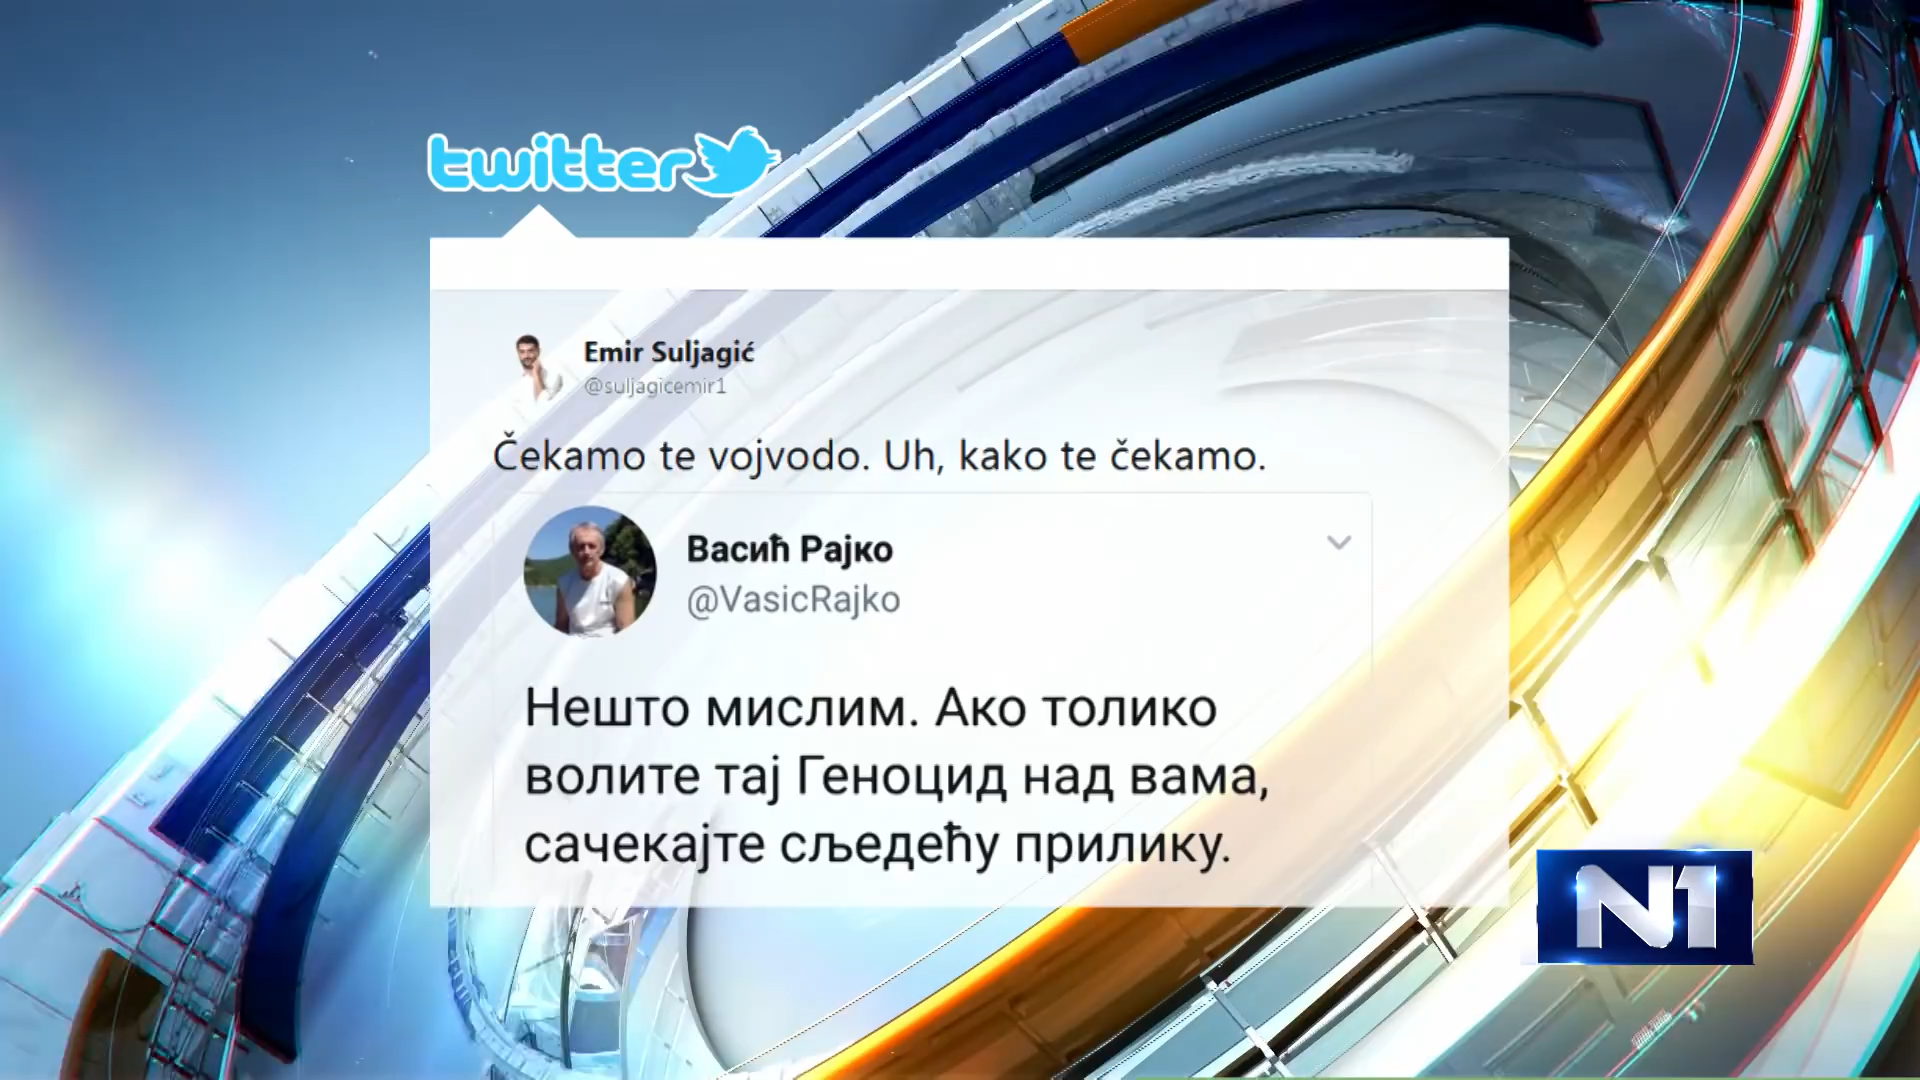 twitter
Emir Suljagić
@suljagicemir1
Čekamo te vojvodo. Uh, kako te čekamo.
Васић Рајко
@VasicRajko
Нешто мислим. Ако толико
волите тај Геноцид над вама,
сачекајте сљедећу прилику.
N1